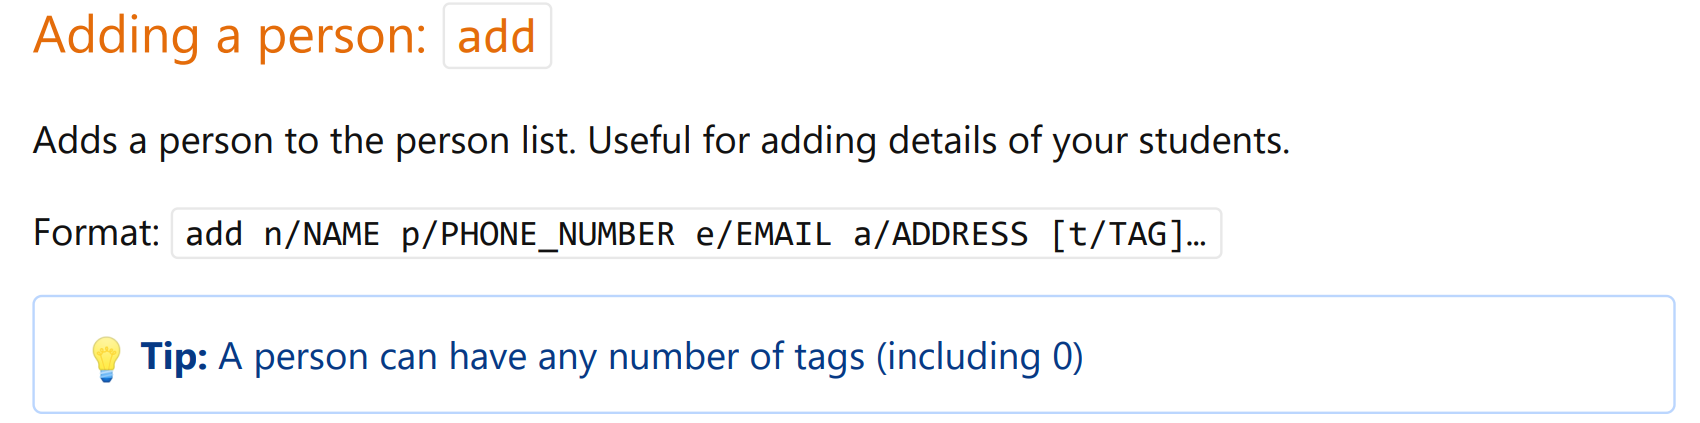 Adding a person: add
Adds a person to the person list. Useful for adding details of your students.
Format: add n/NAME p/PHONE_NUMBER e/EMAIL a/ADDRESS [t/TAG]…
Tip: A person can have any number of tags (including 0)